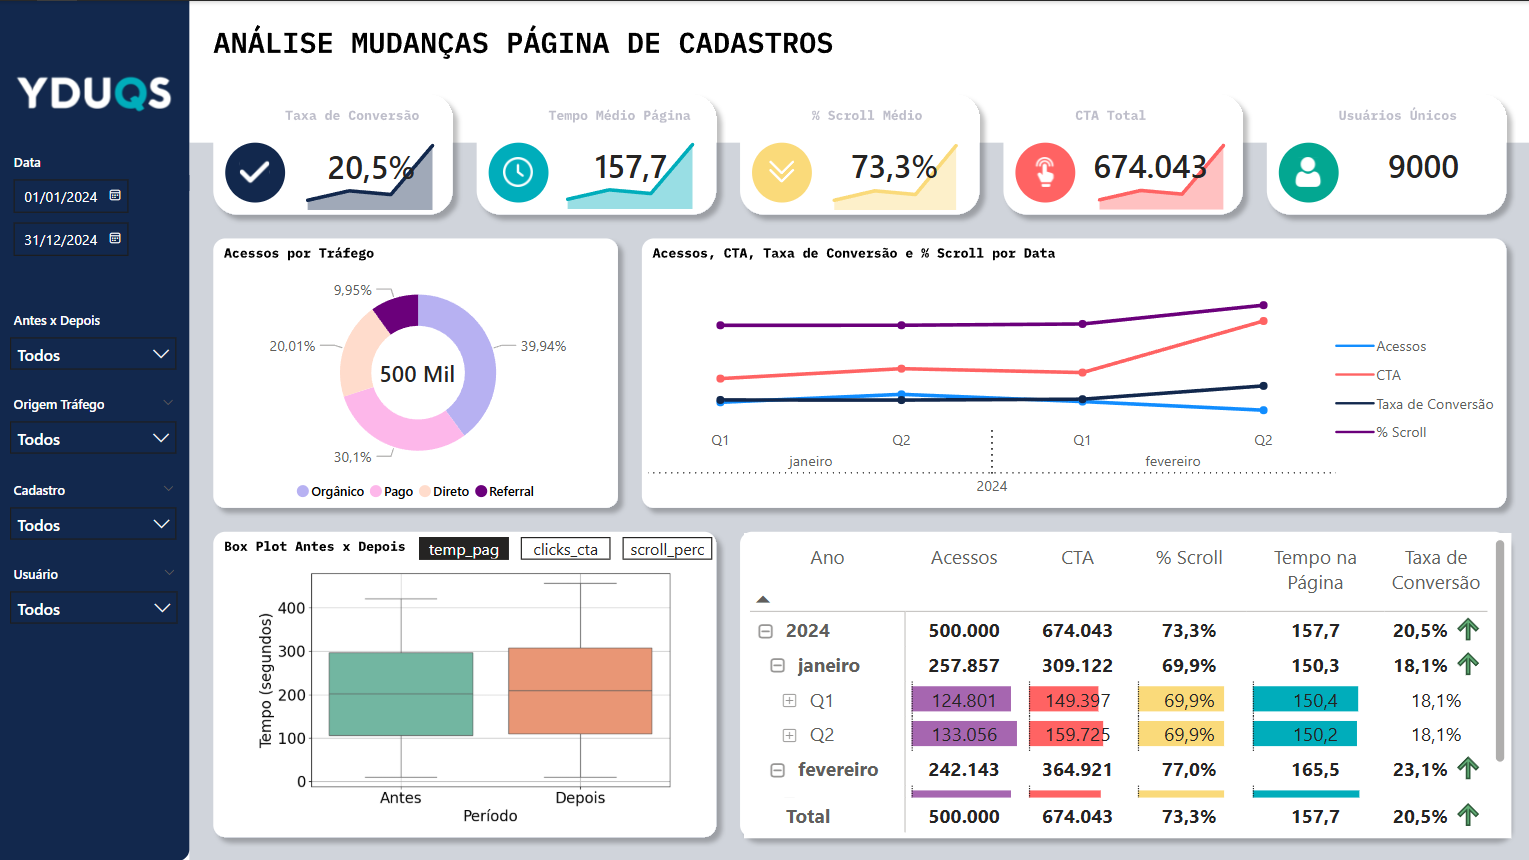 ANÁLISE MUDANÇAS PÁGINA DE CADASTROS
YDUQS
Data
01/01/2024
31/12/2024
Antes x Depois
Todos
Origem Tráfego
Todos
Cadastro
Todos
Usuário
Todos
Taxa de Conversão
20,5%
Tempo Médio Página
157,7
% Scroll Médio
73,3%
CTA Total
674.043
Usuários Únicos
9000
Acessos por Tráfego
9,95%
20,01%
39,94%
500 Mil
30,1%
Orgânico Pago Direto Referral
Acessos, CTA, Taxa de Conversão e % Scroll por Data
Acessos
CTA
Taxa de Conversão
% Scroll
Q1 Q2 Q1 Q2
janeiro fevereiro
2024
Box Plot Antes x Depois temp_pag clicks_cta scroll_perc
Tempo (segundos)
400
300
200
100
0
Antes Depois
Período
Ano Acessos CTA % Scroll Tempo na Página Taxa de Conversão
2024 500.000 674.043 73,3% 157,7 20,5%
janeiro 257.857 309.122 69,9% 150,3 18,1%
Q1 124.801 149.397 69,9% 150,4 18,1%
Q2 133.056 159.725 69,9% 150,2 18,1%
fevereiro 242.143 364.921 77,0% 165,5 23,1%
Total 500.000 674.043 73,3% 157,7 20,5%